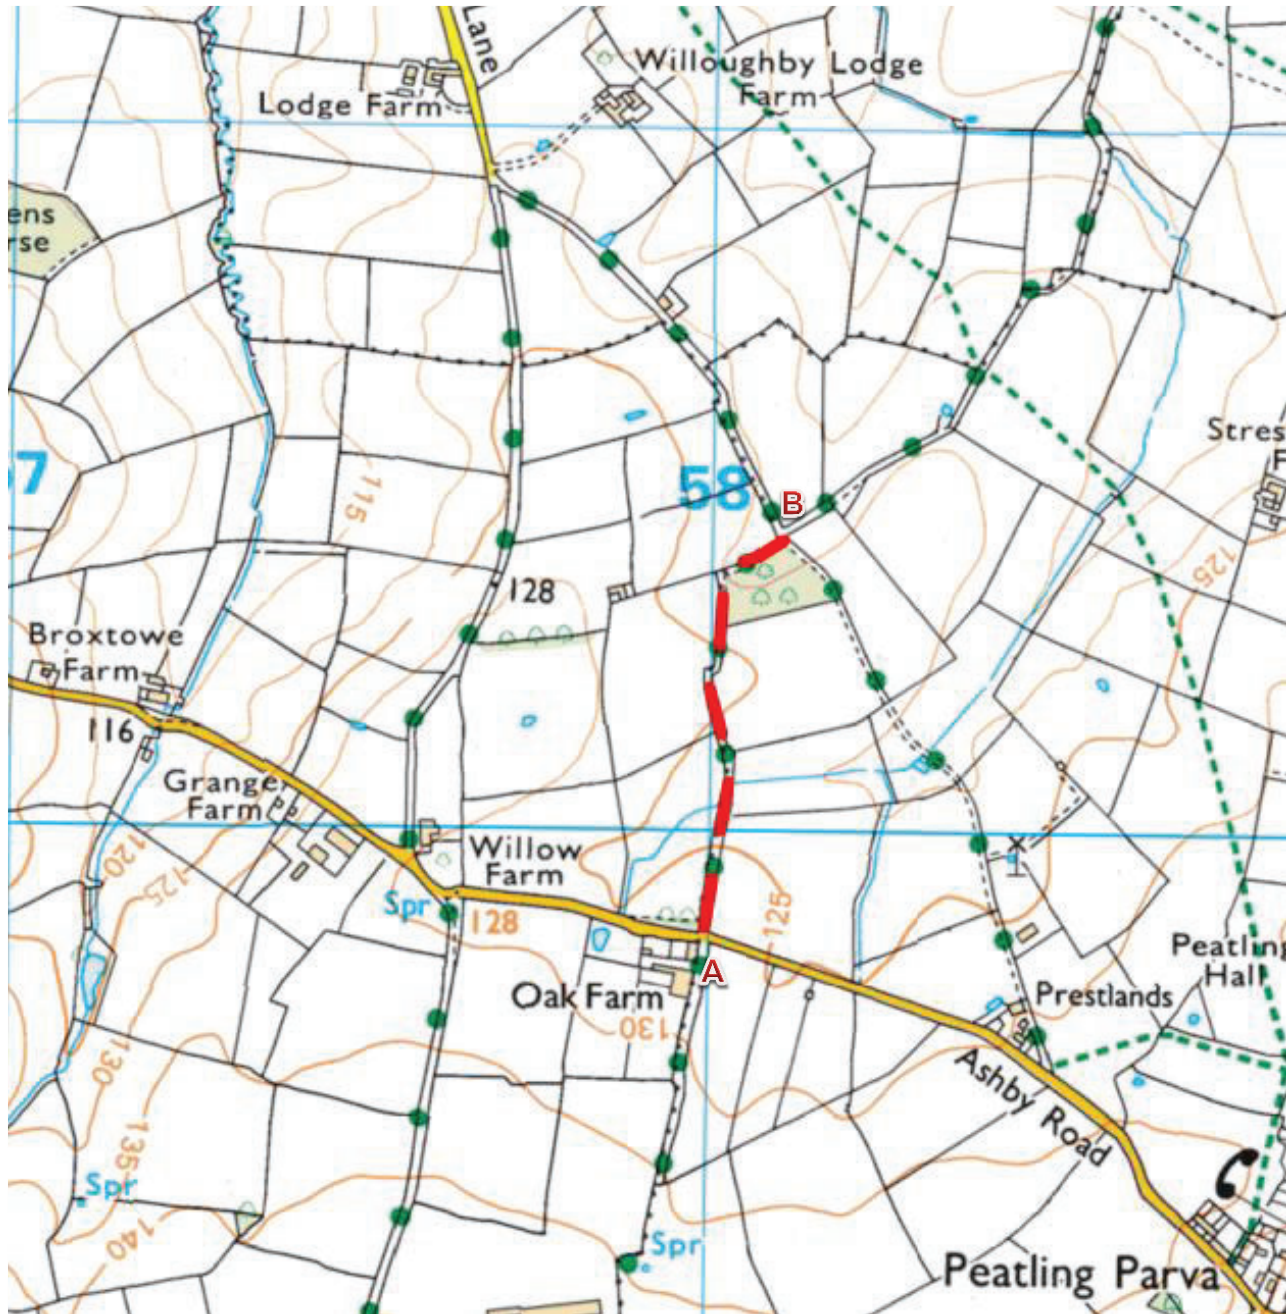 Lane
Willoughby Lodge
Farm
Lodge Farm
ens
rse
Stres
F
7
58
B
115
125
128
Broxtowe
Farm
116
Grange
Farm
Willow
Farm
120
125
Spr
128
125
A
Peatling
Hall
Oak Farm
Prestlands
130
130
Ashby Road
135
Spr
140
Spr
Peatling Parva